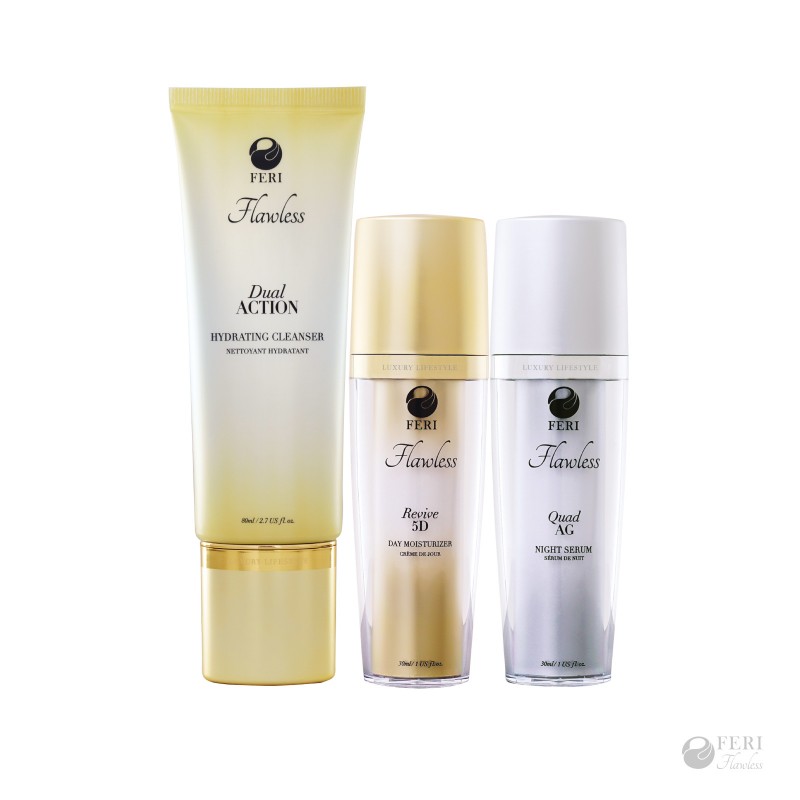 FERI
Flawless
Dual
ACTION
HYDRATING CLEANSER
NETTOYANT HYDRATANT
80ml / 2.7 US fl. oz.
LUXURY LIFESTYLE
FERI
Flawless
Revive
5D
DAY MOISTURIZER
CRÈME DE JOUR
30ml / 1 US fl oz.
LUXURY LIFESTYLE
FERI
Flawless
Quad
AG
NIGHT SERUM
SÉRUM DE NUIT
30ml / 1 US fl oz.
FERI
Flawless